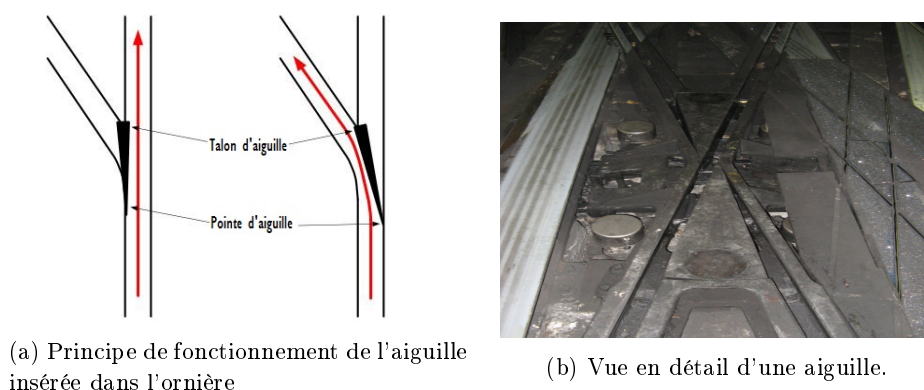 Talon d'aiguille
Pointe d'aiguille
(a) Principe de fonctionnement de l'aiguille
insérée dans l'ornière
(b) Vue en détail d'une aiguille.